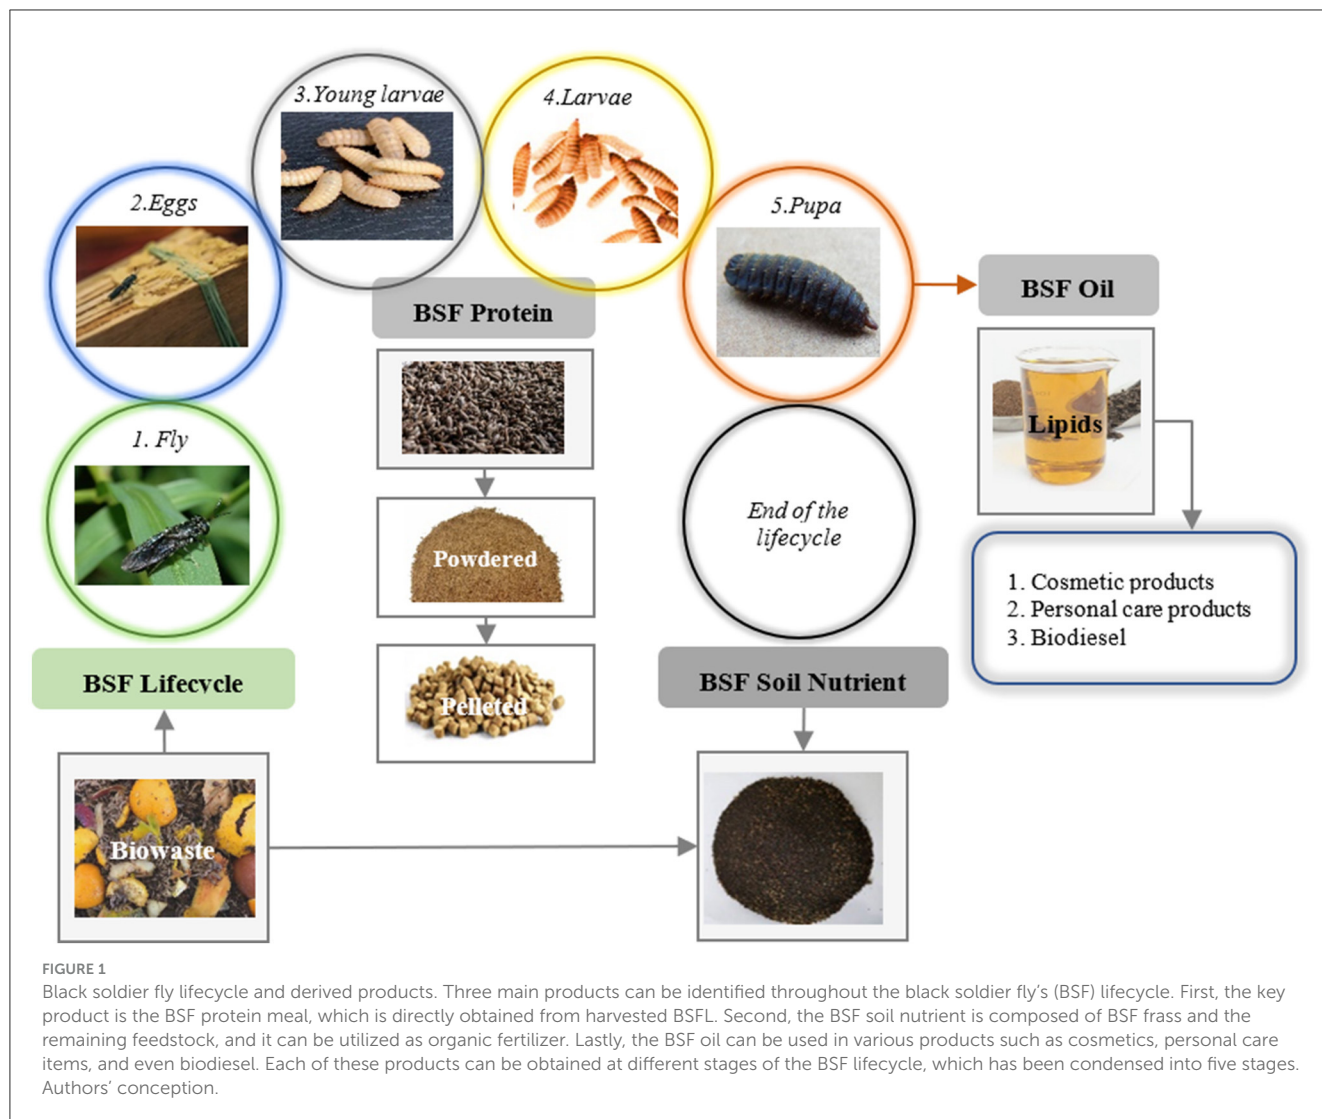 3.Young larvae
4.Larvae
2.Eggs
5.Pupa
BSF Protein
BSF Oil
1. Fly
Lipids
Powdered
End of the
lifecycle
1. Cosmetic products
2. Personal care products
3. Biodiesel
Pelleted
BSF Lifecycle
BSF Soil Nutrient
Biowaste
FIGURE 1
Black soldier fly lifecycle and derived products. Three main products can be identified throughout the black soldier fly's (BSF) lifecycle. First, the key
product is the BSF protein meal, which is directly obtained from harvested BSFL. Second, the BSF soil nutrient is composed of BSF frass and the
remaining feedstock, and it can be utilized as organic fertilizer. Lastly, the BSF oil can be used in various products such as cosmetics, personal care
items, and even biodiesel. Each of these products can be obtained at different stages of the BSF lifecycle, which has been condensed into five stages.
Authors' conception.